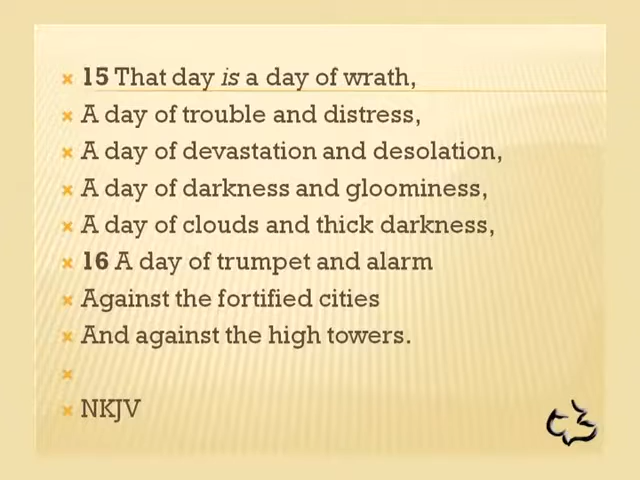 15 That day is a day of wrath,
A day of trouble and distress,
A day of devastation and desolation,
A day of darkness and gloominess,
A day of clouds and thick darkness,
16 A day of trumpet and alarm
Against the fortified cities
And against the high towers.
NKJV